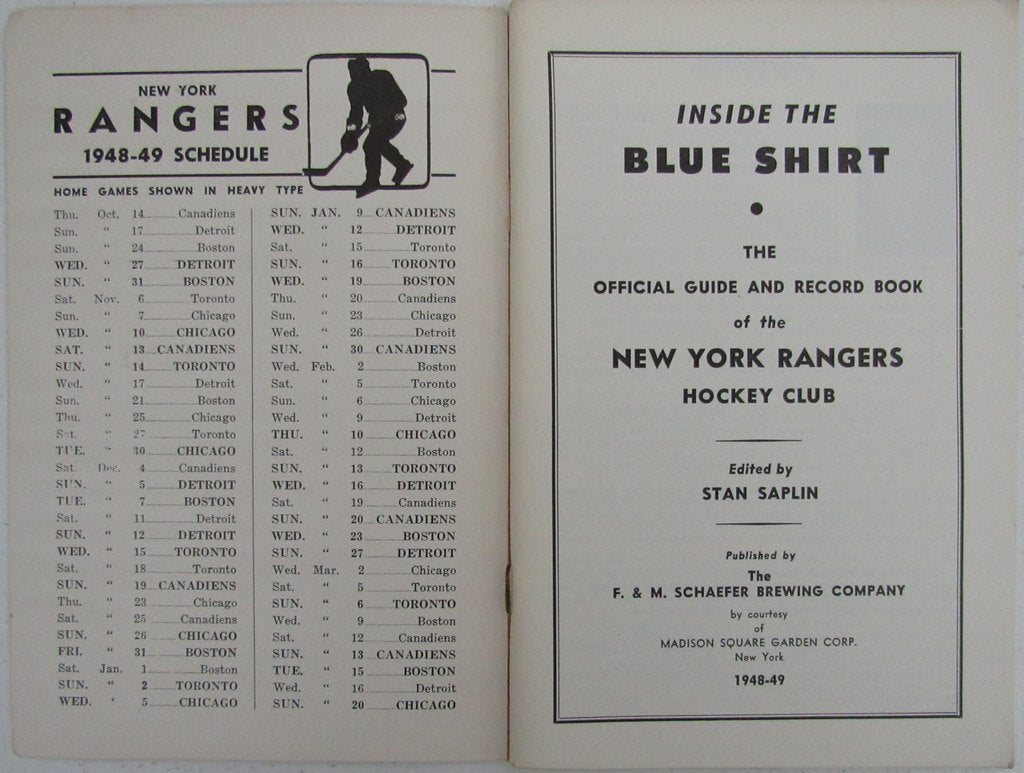 NEW YORK
RANGERS
1948-49 SCHEDULE
HOME GAMES SHOWN IN HEAVY TYPE
Thu. Oct. 14 Canadiens
Sun. " 17 Detroit
Sun. " 24 Boston
WED. " 27 DETROIT
SUN. " 31 BOSTON
Sat. Nov. 6 Toronto
Sun. " 7 Chicago
WED. " 10 CHICAGO
SAT. " 13 CANADIENS
SUN. " 14 TORONTO
Wed. " 17 Detroit
Sun. " 21 Boston
Thu. " 25 Chicago
Sat. " 27 Toronto
TUE. " 30 CHICAGO
Sat. Dec. 4 Canadiens
SUN. " 5 DETROIT
TUE. " 7 BOSTON
Sat. " 11 Detroit
SUN. " 12 DETROIT
WED. " 15 TORONTO
Sat. " 18 Toronto
SUN. " 19 CANADIENS
Thu. " 23 Chicago
Sat. " 25 Canadiens
SUN. " 26 CHICAGO
FRI. " 31 BOSTON
Sat. Jan. 1 Boston
SUN. " 2 TORONTO
WED. " 5 CHICAGO
SUN. JAN. 9 CANADIENS
WED. " 12 DETROIT
Sat. " 15 Toronto
SUN. " 16 TORONTO
WED. " 19 BOSTON
Thu. " 20 Canadiens
Sun. " 23 Chicago
Wed. " 26 Detroit
SUN. " 30 CANADIENS
Wed. Feb. 2 Boston
Sat. " 5 Toronto
Sun. " 6 Chicago
Wed. " 9 Detroit
THU. " 10 CHICAGO
Sat. " 12 Boston
SUN. " 13 TORONTO
WED. " 16 DETROIT
Sat. " 19 Canadiens
SUN. " 20 CANADIENS
WED. " 23 BOSTON
SUN. " 27 DETROIT
Wed. Mar. 2 Chicago
Sat. " 5 Toronto
SUN. " 6 TORONTO
Wed. " 9 Boston
Sat. " 12 Canadiens
SUN. " 13 CANADIENS
TUE. " 15 BOSTON
Wed. " 16 Detroit
SUN. " 20 CHICAGO
INSIDE THE
BLUE SHIRT
•
THE
OFFICIAL GUIDE AND RECORD BOOK
of the
NEW YORK RANGERS
HOCKEY CLUB
Edited by
STAN SAPLIN
Published by
The
F. & M. SCHAEFER BREWING COMPANY
by courtesy
of
MADISON SQUARE GARDEN CORP.
New York
1948-49